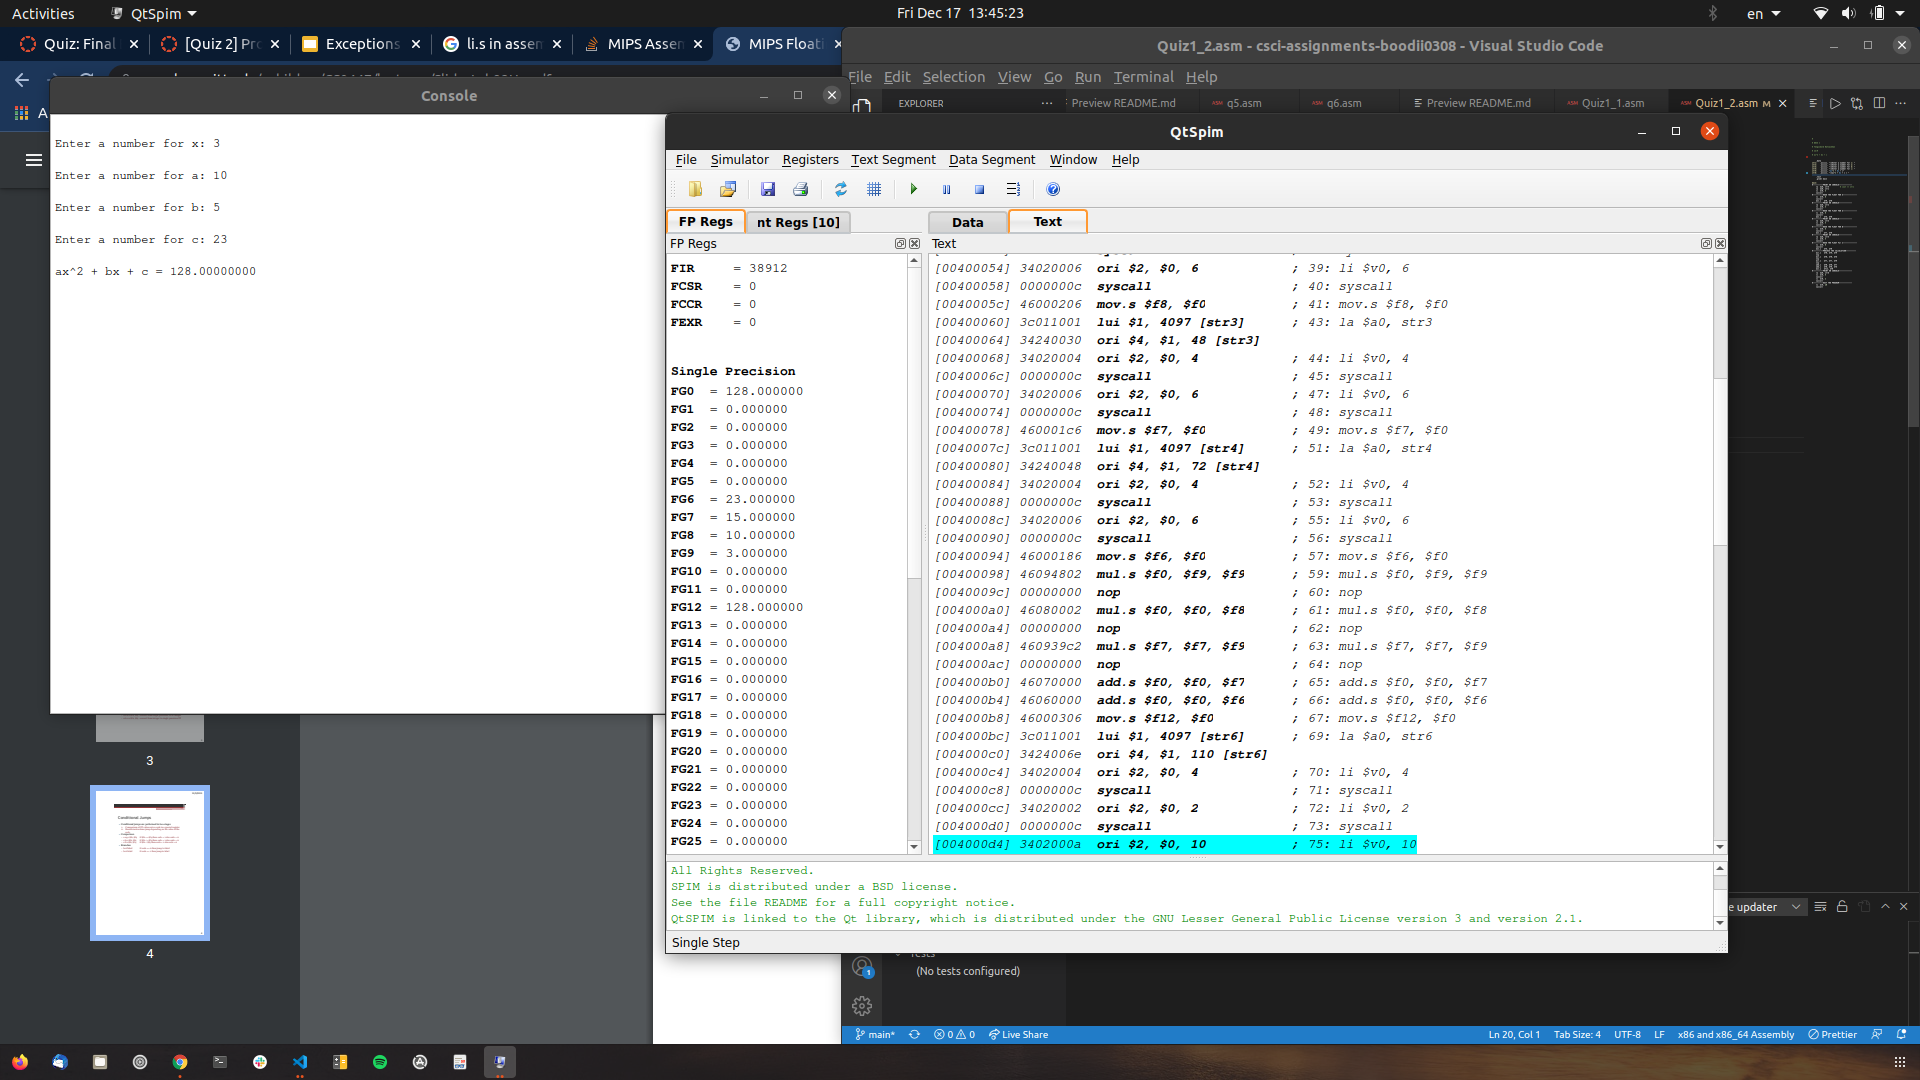 Activities
QtSpim
Fri Dec 17 13:45:23
en
Quiz: Final
[Quiz 2] Pr
Exceptions
li.s in assem
MIPS Assem
MIPS Floati
Quiz1_2.asm - csci-assignments-boodii0308 - Visual Studio Code
File Edit Selection View Go Run Terminal Help
EXPLORER
Preview README.md
q5.asm
q6.asm
Preview README.md
Quiz1_1.asm
Quiz1_2.asm M
Console
Enter a number for x: 3
Enter a number for a: 10
Enter a number for b: 5
Enter a number for c: 23
ax^2 + bx + c = 128.00000000
QtSpim
File Simulator Registers Text Segment Data Segment Window Help
FP Regs
nt Regs [10]
Data
Text
FP Regs
FIR = 38912
FCSR = 0
FCCR = 0
FEXR = 0
Single Precision
FG0 = 128.000000
FG1 = 0.000000
FG2 = 0.000000
FG3 = 0.000000
FG4 = 0.000000
FG5 = 0.000000
FG6 = 23.000000
FG7 = 15.000000
FG8 = 10.000000
FG9 = 3.000000
FG10 = 0.000000
FG11 = 0.000000
FG12 = 128.000000
FG13 = 0.000000
FG14 = 0.000000
FG15 = 0.000000
FG16 = 0.000000
FG17 = 0.000000
FG18 = 0.000000
FG19 = 0.000000
FG20 = 0.000000
FG21 = 0.000000
FG22 = 0.000000
FG23 = 0.000000
FG24 = 0.000000
FG25 = 0.000000
Text
[00400054] 34020006 ori $2, $0, 6 ; 39: li $v0, 6
[00400058] 0000000c syscall ; 40: syscall
[0040005c] 46000206 mov.s $f8, $f0 ; 41: mov.s $f8, $f0
[00400060] 3c011001 lui $1, 4097 [str3] ; 43: la $a0, str3
[00400064] 34240030 ori $4, $1, 48 [str3]
[00400068] 34020004 ori $2, $0, 4 ; 44: li $v0, 4
[0040006c] 0000000c syscall ; 45: syscall
[00400070] 34020006 ori $2, $0, 6 ; 47: li $v0, 6
[00400074] 0000000c syscall ; 48: syscall
[00400078] 460001c6 mov.s $f7, $f0 ; 49: mov.s $f7, $f0
[0040007c] 3c011001 lui $1, 4097 [str4] ; 51: la $a0, str4
[00400080] 34240048 ori $4, $1, 72 [str4]
[00400084] 34020004 ori $2, $0, 4 ; 52: li $v0, 4
[00400088] 0000000c syscall ; 53: syscall
[0040008c] 34020006 ori $2, $0, 6 ; 55: li $v0, 6
[00400090] 0000000c syscall ; 56: syscall
[00400094] 46000186 mov.s $f6, $f0 ; 57: mov.s $f6, $f0
[00400098] 46094802 mul.s $f0, $f9, $f9 ; 59: mul.s $f0, $f9, $f9
[0040009c] 00000000 nop ; 60: nop
[004000a0] 46080002 mul.s $f0, $f0, $f8 ; 61: mul.s $f0, $f0, $f8
[004000a4] 00000000 nop ; 62: nop
[004000a8] 460939c2 mul.s $f7, $f7, $f9 ; 63: mul.s $f7, $f7, $f9
[004000ac] 00000000 nop ; 64: nop
[004000b0] 46070000 add.s $f0, $f0, $f7 ; 65: add.s $f0, $f0, $f7
[004000b4] 46060000 add.s $f0, $f0, $f6 ; 66: add.s $f0, $f0, $f6
[004000b8] 46000306 mov.s $f12, $f0 ; 67: mov.s $f12, $f0
[004000bc] 3c011001 lui $1, 4097 [str6] ; 69: la $a0, str6
[004000c0] 3424006e ori $4, $1, 110 [str6]
[004000c4] 34020004 ori $2, $0, 4 ; 70: li $v0, 4
[004000c8] 0000000c syscall ; 71: syscall
[004000cc] 34020002 ori $2, $0, 2 ; 72: li $v0, 2
[004000d0] 0000000c syscall ; 73: syscall
[004000d4] 3402000a ori $2, $0, 10 ; 75: li $v0, 10
All Rights Reserved.
SPIM is distributed under a BSD license.
See the file README for a full copyright notice.
QtSPIM is linked to the Qt library, which is distributed under the GNU Lesser General Public License version 3 and version 2.1.
Single Step
3
Conditional Jumps
4
e updater
Tests
(No tests configured)
1
main*
0 0
Live Share
Ln 20, Col 1
Tab Size: 4
UTF-8
LF
x86 and x86_64 Assembly
Prettier